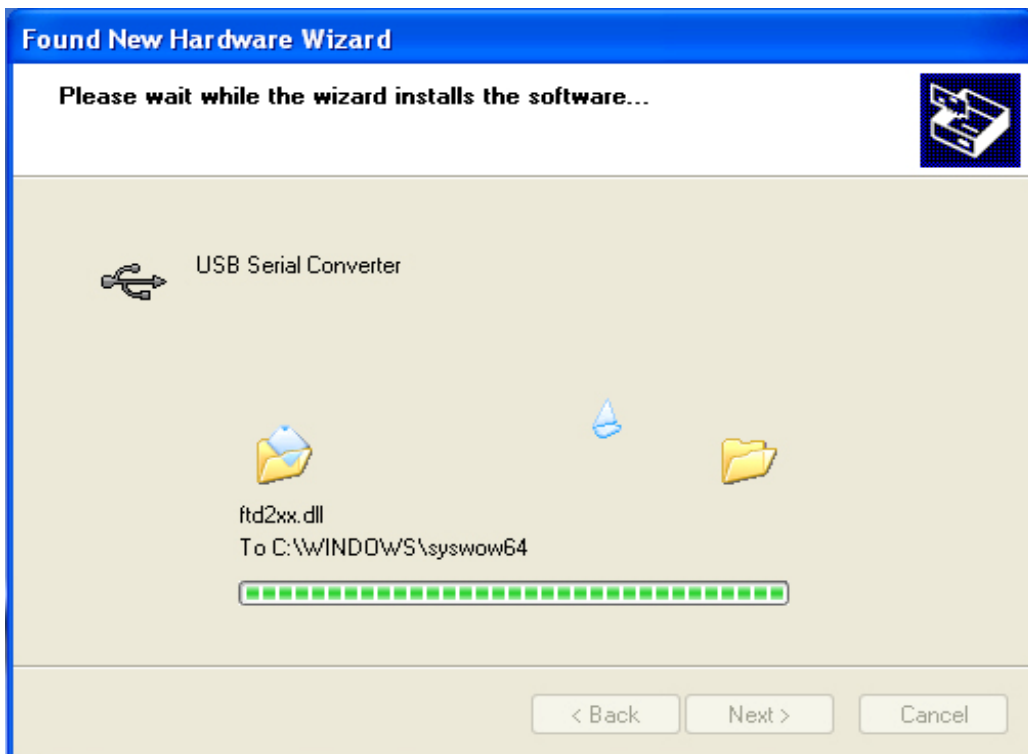 Found New Hardware Wizard
Please wait while the wizard installs the software...
USB Serial Converter
ftd2xx.dll
To C:\WINDOWS\syswow64
< Back
Next >
Cancel